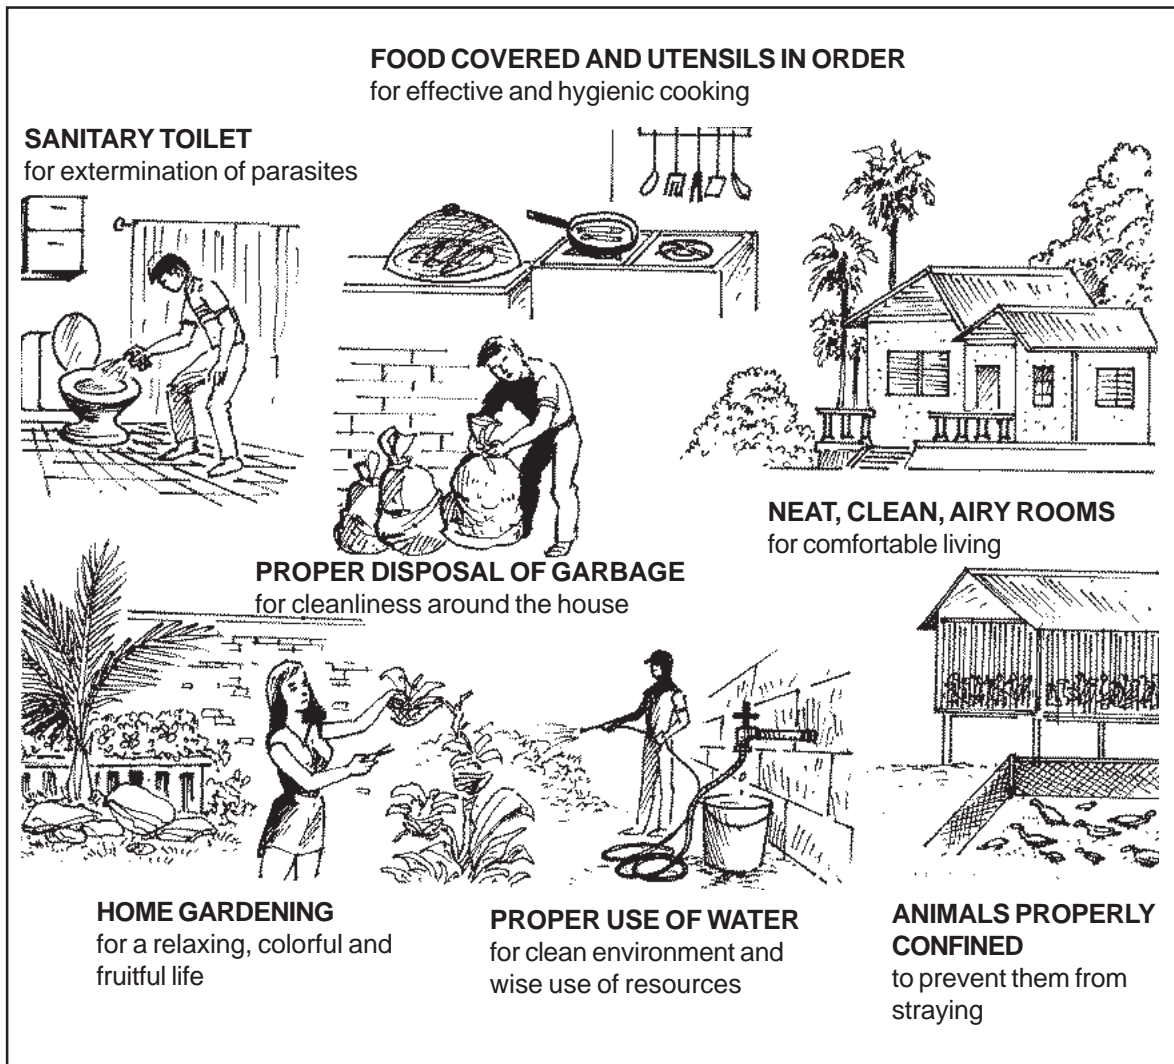 FOOD COVERED AND UTENSILS IN ORDER
for effective and hygienic cooking
SANITARY TOILET
for extermination of parasites
NEAT, CLEAN, AIRY ROOMS
for comfortable living
PROPER DISPOSAL OF GARBAGE
for cleanliness around the house
HOME GARDENING
for a relaxing, colorful and
fruitful life
PROPER USE OF WATER
for clean environment and
wise use of resources
ANIMALS PROPERLY
CONFINED
to prevent them from
straying